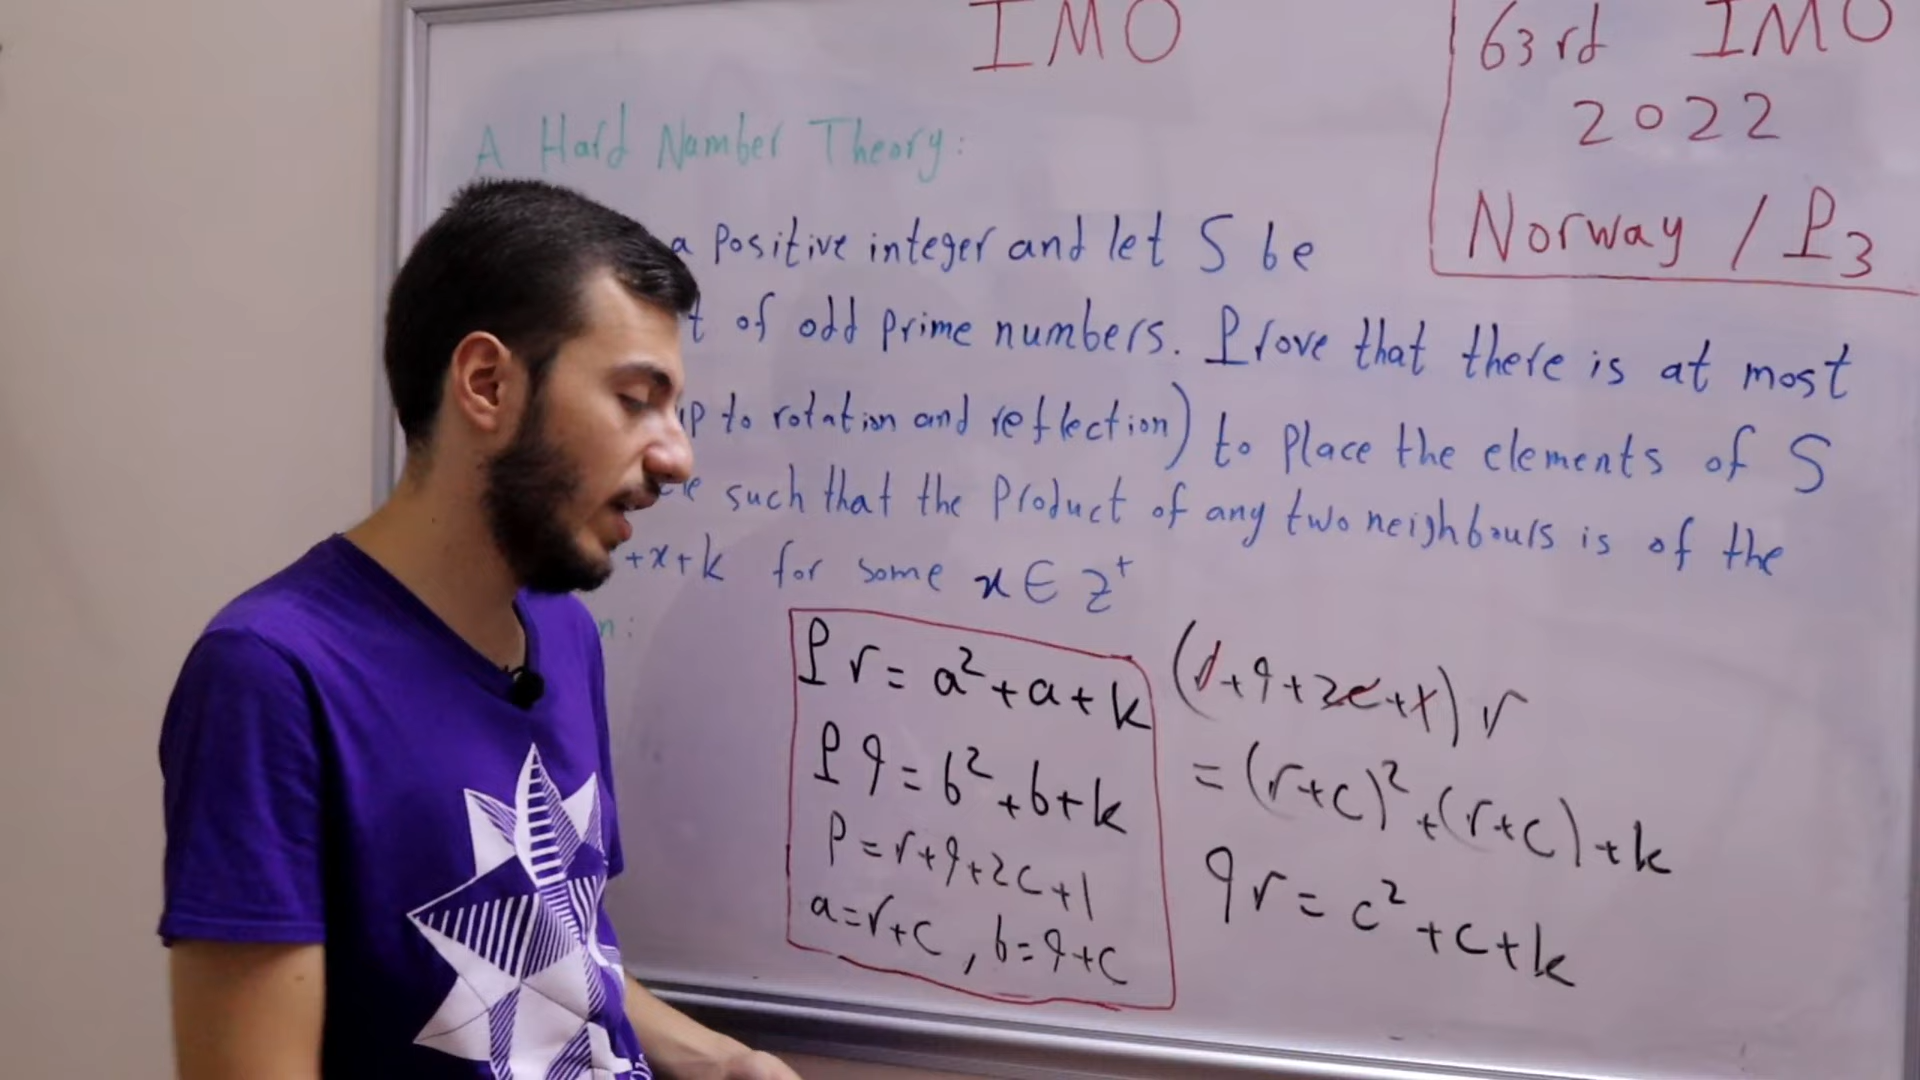 IMO
63rd IMO
2022
Norway / P3
A Hard Number Theory:
a positive integer and let S be
of odd prime numbers. Prove that there is at most
up to rotation and reflection) to place the elements of S
such that the product of any two neighbours is of the
+x+k for some x ∈ Z⁺
n:
Pr = a² + a + k
Pq = b² + b + k
P = r+q+2c+1
a = r+c , b = q+c
(r+q+2c+1) r
= (r+c)² + (r+c) + k
qr = c² + c + k